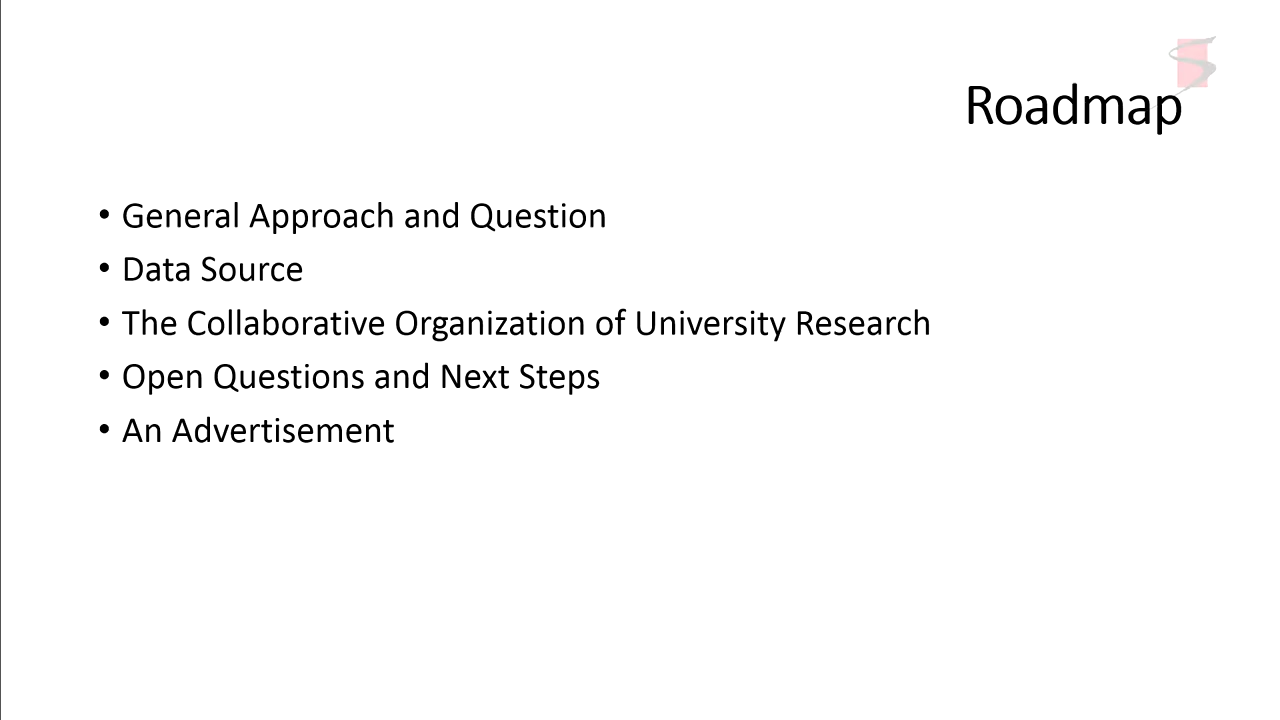 Roadmap
• General Approach and Question
• Data Source
• The Collaborative Organization of University Research
• Open Questions and Next Steps
• An Advertisement